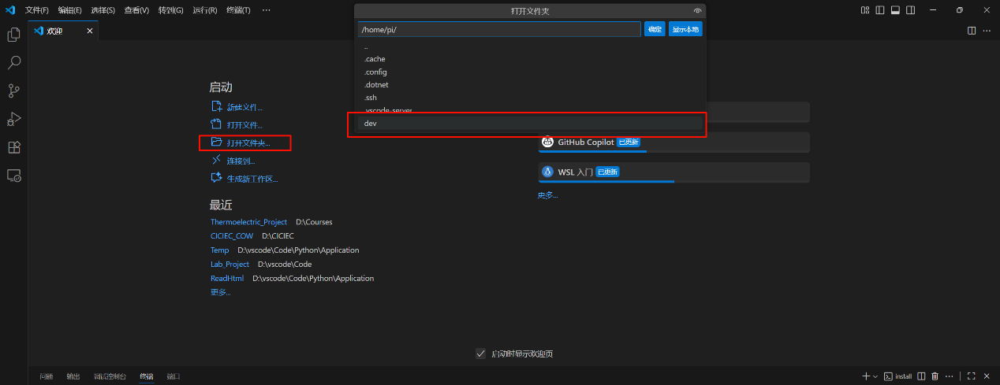 文件(F) 编辑(E) 选择(S) 查看(V) 转到(G) 运行(R) 终端(T) ···
打开文件夹
欢迎
/home/pi/
确定
显示本地
..
.cache
.config
.dotnet
.ssh
.vscode-server
dev
启动
新建文件...
打开文件...
打开文件夹...
连接到...
生成新工作区...
GitHub Copilot 已更新
WSL 入门 已更新
更多...
最近
Thermoelectric_Project D:\Courses
CICIEC_COW D:\CICIEC
Temp D:\vscode\Code\Python\Application
Lab_Project D:\vscode\Code
ReadHtml D:\vscode\Code\Python\Application
更多...
启动时显示欢迎页
问题 输出 调试控制台 终端 端口
install